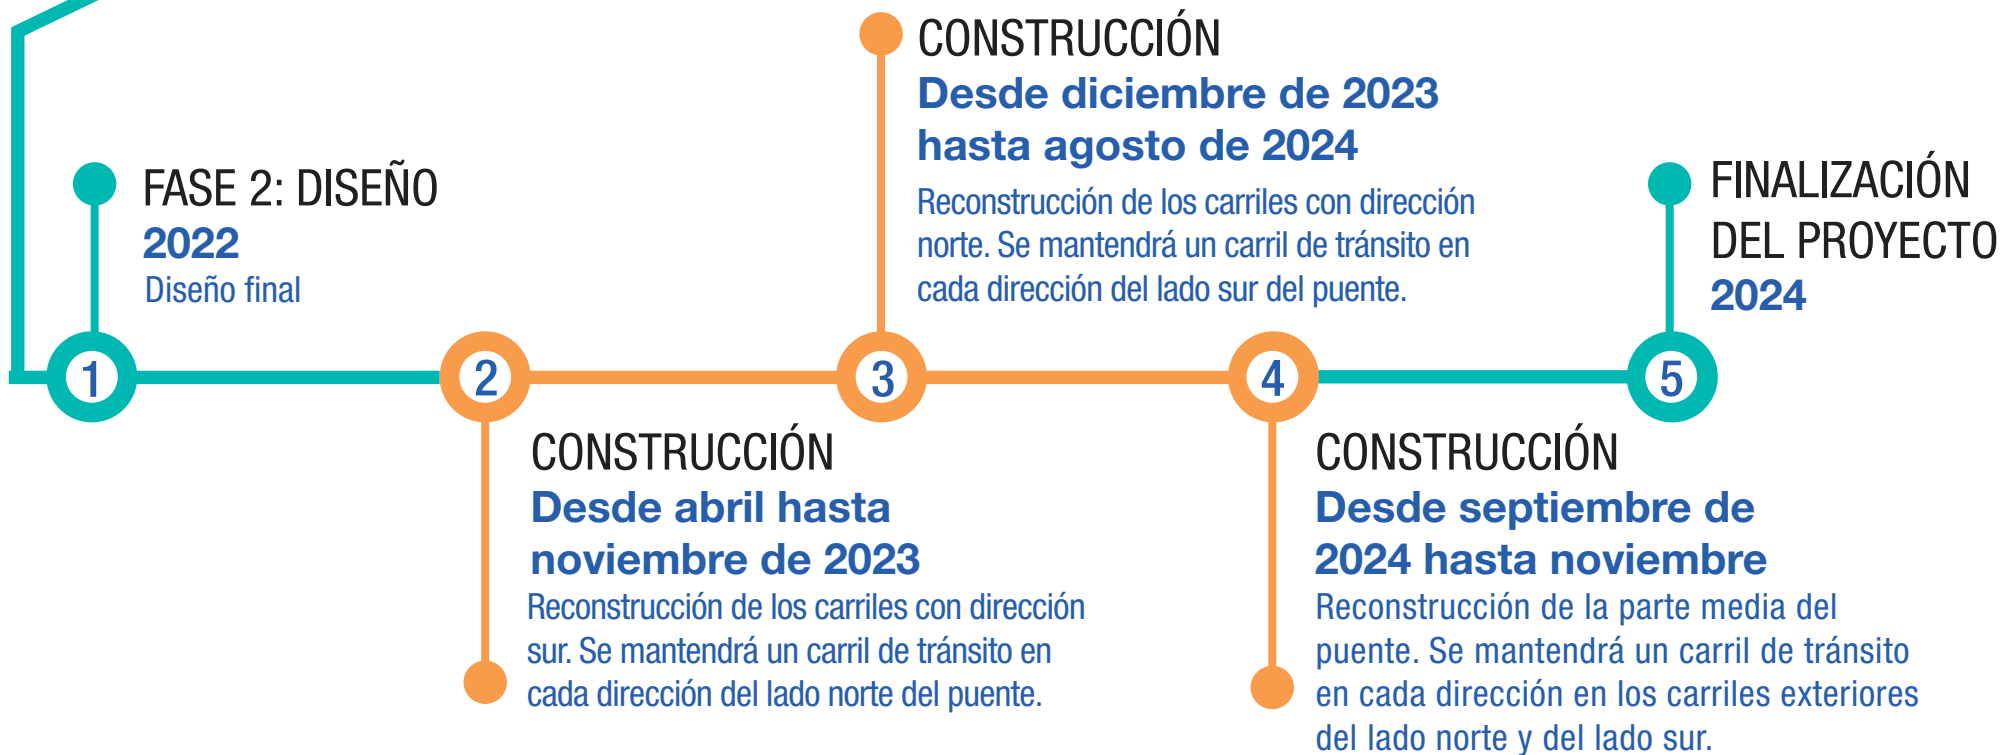 1
FASE 2: DISEÑO
2022
Diseño final
2
CONSTRUCCIÓN
Desde abril hasta
noviembre de 2023
Reconstrucción de los carriles con dirección
sur. Se mantendrá un carril de tránsito en
cada dirección del lado norte del puente.
3
CONSTRUCCIÓN
Desde diciembre de 2023
hasta agosto de 2024
Reconstrucción de los carriles con dirección
norte. Se mantendrá un carril de tránsito en
cada dirección del lado sur del puente.
4
CONSTRUCCIÓN
Desde septiembre de
2024 hasta noviembre
Reconstrucción de la parte media del
puente. Se mantendrá un carril de tránsito
en cada dirección en los carriles exteriores
del lado norte y del lado sur.
5
FINALIZACIÓN
DEL PROYECTO
2024